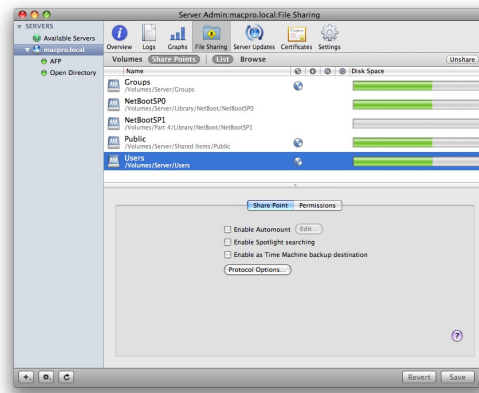 Server Admin:macpro.local:File Sharing
SERVERS
Available Servers
macpro.local
AFP
Open Directory
Overview Logs Graphs File Sharing Server Updates Certificates Settings
Volumes Share Points List Browse Unshare
Name Disk Space
Groups
/Volumes/Server/Groups
NetBootSP0
/Volumes/Server/Library/NetBoot/NetBootSP0
NetBootSP1
/Volumes/Part 4/Library/NetBoot/NetBootSP1
Public
/Volumes/Server/Shared Items/Public
Users
/Volumes/Server/Users
Share Point Permissions
Enable Automount Edit...
Enable Spotlight searching
Enable as Time Machine backup destination
Protocol Options...
?
Revert Save